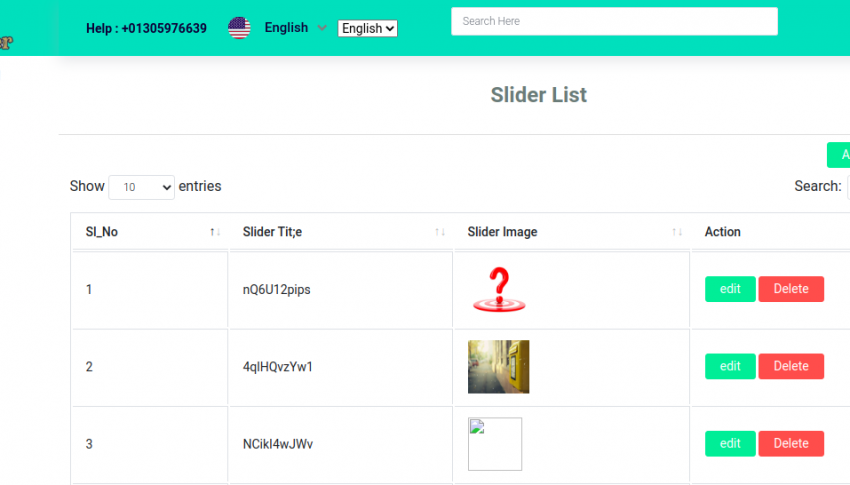 Help : +01305976639 English English Search Here
Slider List
A
Show 10 entries Search:
Sl_No Slider Tit;e Slider Image Action
1 nQ6U12pips edit Delete
2 4qlHQvzYw1 edit Delete
3 NCikl4wJWv edit Delete